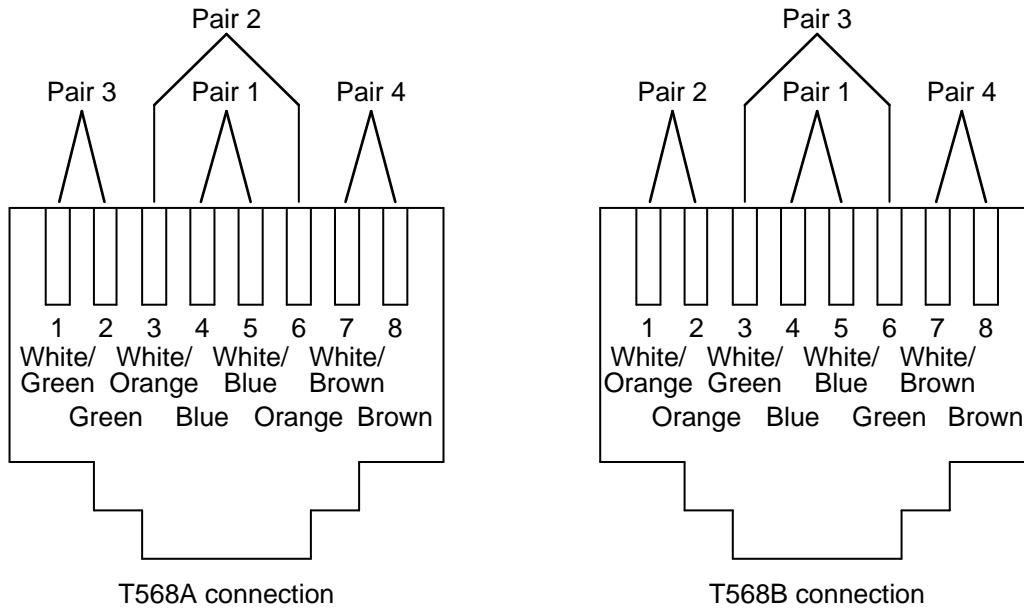 Pair 2
Pair 3 Pair 1 Pair 4
1 2 3 4 5 6 7 8
White/ White/ White/ White/
Green Orange Blue Brown
Green Blue Orange Brown
T568A connection
Pair 3
Pair 2 Pair 1 Pair 4
1 2 3 4 5 6 7 8
White/ White/ White/ White/
Orange Green Blue Brown
Orange Blue Green Brown
T568B connection